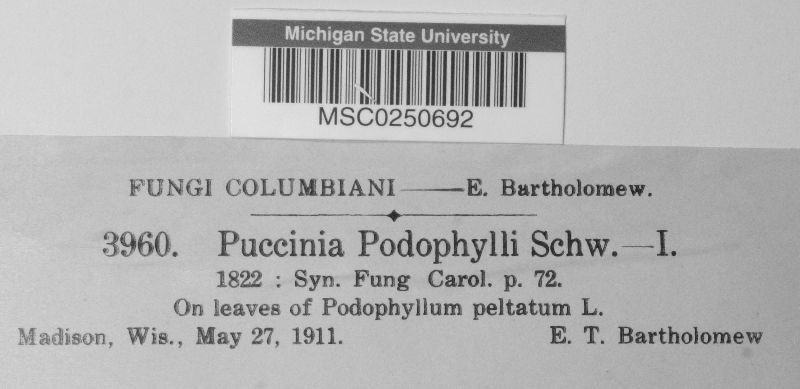 Michigan State University
MSC0250692
FUNGI COLUMBIANI——E. Bartholomew.
3960. Puccinia Podophylli Schw.—I.
1822 : Syn. Fung Carol. p. 72.
On leaves of Podophyllum peltatum L.
Madison, Wis., May 27, 1911. E. T. Bartholomew